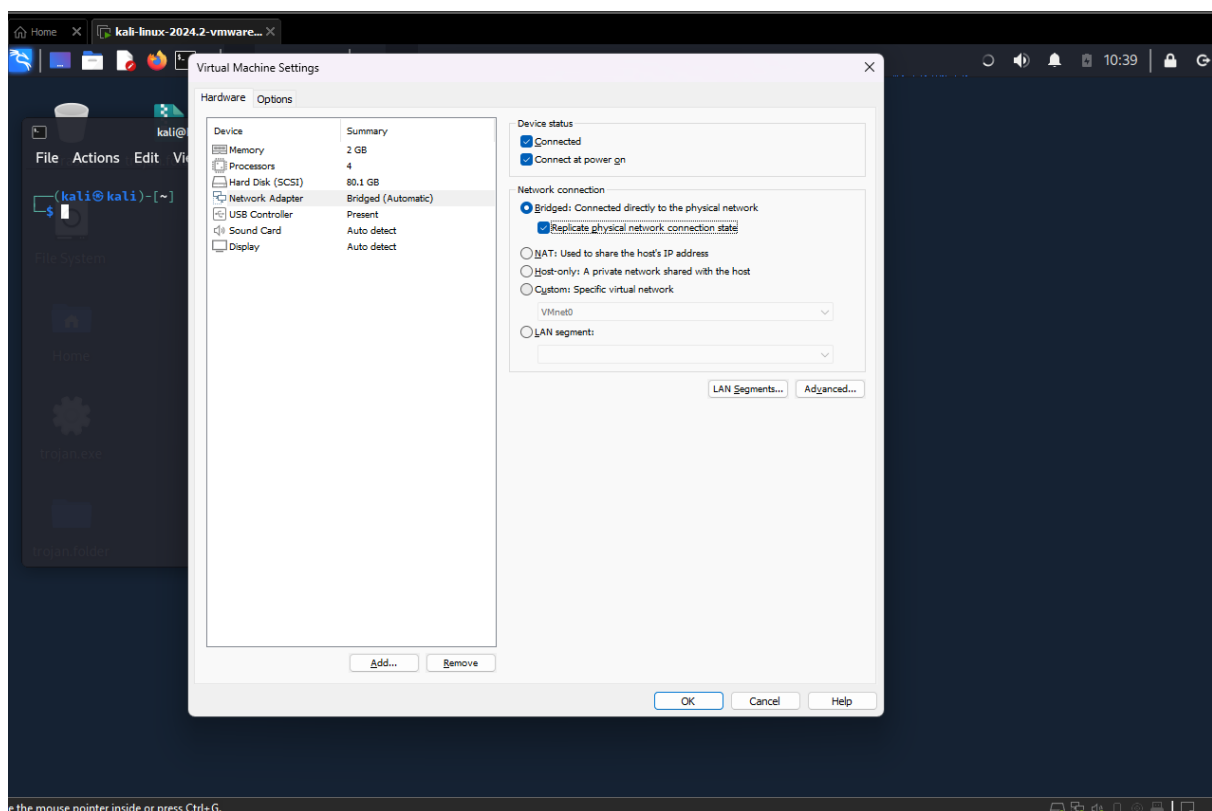 Home
kali-linux-2024.2-vmware...
10:39
Virtual Machine Settings
Hardware Options
Device Summary
Memory 2 GB
Processors 4
Hard Disk (SCSI) 80.1 GB
Network Adapter Bridged (Automatic)
USB Controller Present
Sound Card Auto detect
Display Auto detect
Add... Remove
Device status
Connected
Connect at power on
Network connection
Bridged: Connected directly to the physical network
Replicate physical network connection state
NAT: Used to share the host's IP address
Host-only: A private network shared with the host
Custom: Specific virtual network
VMnet0
LAN segment:
LAN Segments... Advanced...
OK Cancel Help
kali@
File Actions Edit Vi
(kali㉿kali)-[~]
$
File System
Home
trojan.exe
trojan.folder
e the mouse pointer inside or press Ctrl+G.